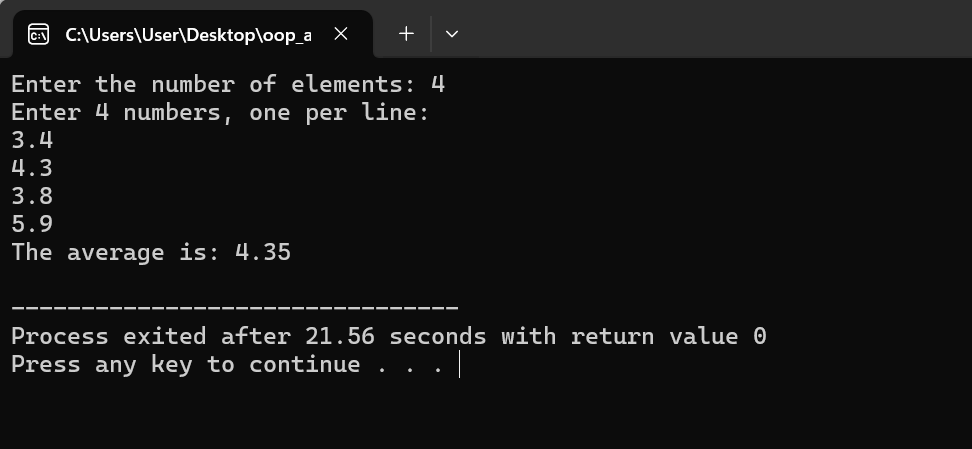 C:\Users\User\Desktop\oop_a
Enter the number of elements: 4
Enter 4 numbers, one per line:
3.4
4.3
3.8
5.9
The average is: 4.35
--------------------------------
Process exited after 21.56 seconds with return value 0
Press any key to continue . . .